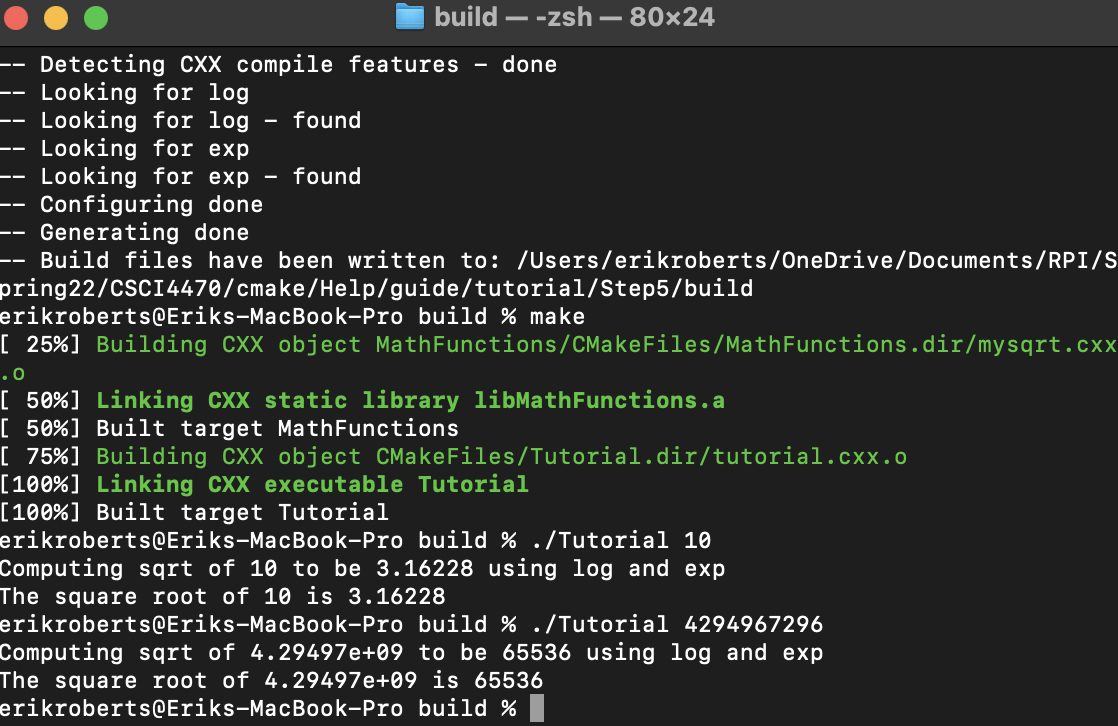 build — -zsh — 80×24
-- Detecting CXX compile features - done
-- Looking for log
-- Looking for log - found
-- Looking for exp
-- Looking for exp - found
-- Configuring done
-- Generating done
-- Build files have been written to: /Users/erikroberts/OneDrive/Documents/RPI/S
pring22/CSCI4470/cmake/Help/guide/tutorial/Step5/build
erikroberts@Eriks-MacBook-Pro build % make
[ 25%] Building CXX object MathFunctions/CMakeFiles/MathFunctions.dir/mysqrt.cxx
.o
[ 50%] Linking CXX static library libMathFunctions.a
[ 50%] Built target MathFunctions
[ 75%] Building CXX object CMakeFiles/Tutorial.dir/tutorial.cxx.o
[100%] Linking CXX executable Tutorial
[100%] Built target Tutorial
erikroberts@Eriks-MacBook-Pro build % ./Tutorial 10
Computing sqrt of 10 to be 3.16228 using log and exp
The square root of 10 is 3.16228
erikroberts@Eriks-MacBook-Pro build % ./Tutorial 4294967296
Computing sqrt of 4.29497e+09 to be 65536 using log and exp
The square root of 4.29497e+09 is 65536
erikroberts@Eriks-MacBook-Pro build %